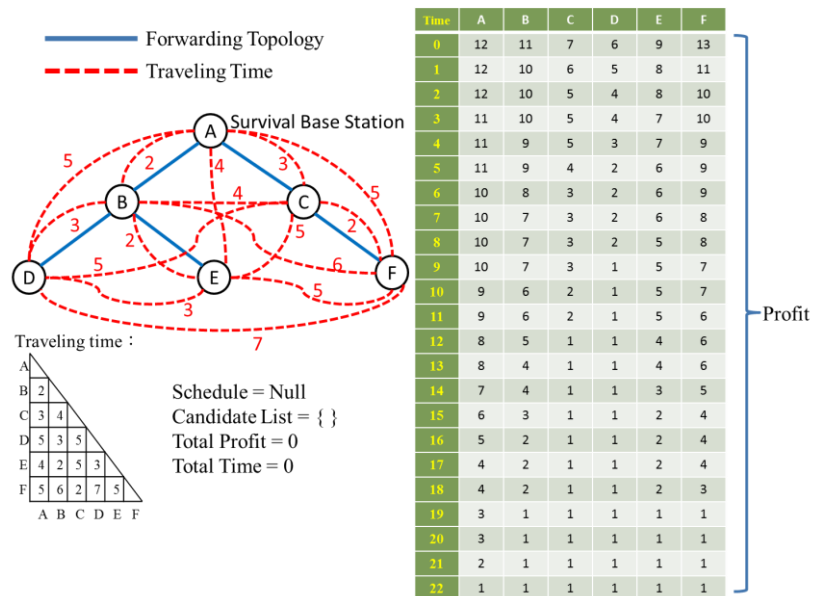 Forwarding Topology
Traveling Time
Survival Base Station
A
5
2
4
3
5
4
B
C
3
2
5
2
5
6
D
E
F
3
5
7
Traveling time：
A
B 2
C 3 4
D 5 3 5
E 4 2 5 3
F 5 6 2 7 5
A B C D E F
Schedule = Null
Candidate List = { }
Total Profit = 0
Total Time = 0
Time A B C D E F
0 12 11 7 6 9 13
1 12 10 6 5 8 11
2 12 10 5 4 8 10
3 11 10 5 4 7 10
4 11 9 5 3 7 9
5 11 9 4 2 6 9
6 10 8 3 2 6 9
7 10 7 3 2 6 8
8 10 7 3 2 5 8
9 10 7 3 1 5 7
10 9 6 2 1 5 7
11 9 6 2 1 5 6
12 8 5 1 1 4 6
13 8 4 1 1 4 6
14 7 4 1 1 3 5
15 6 3 1 1 2 4
16 5 2 1 1 2 4
17 4 2 1 1 2 4
18 4 2 1 1 2 3
19 3 1 1 1 1 1
20 3 1 1 1 1 1
21 2 1 1 1 1 1
22 1 1 1 1 1 1
Profit